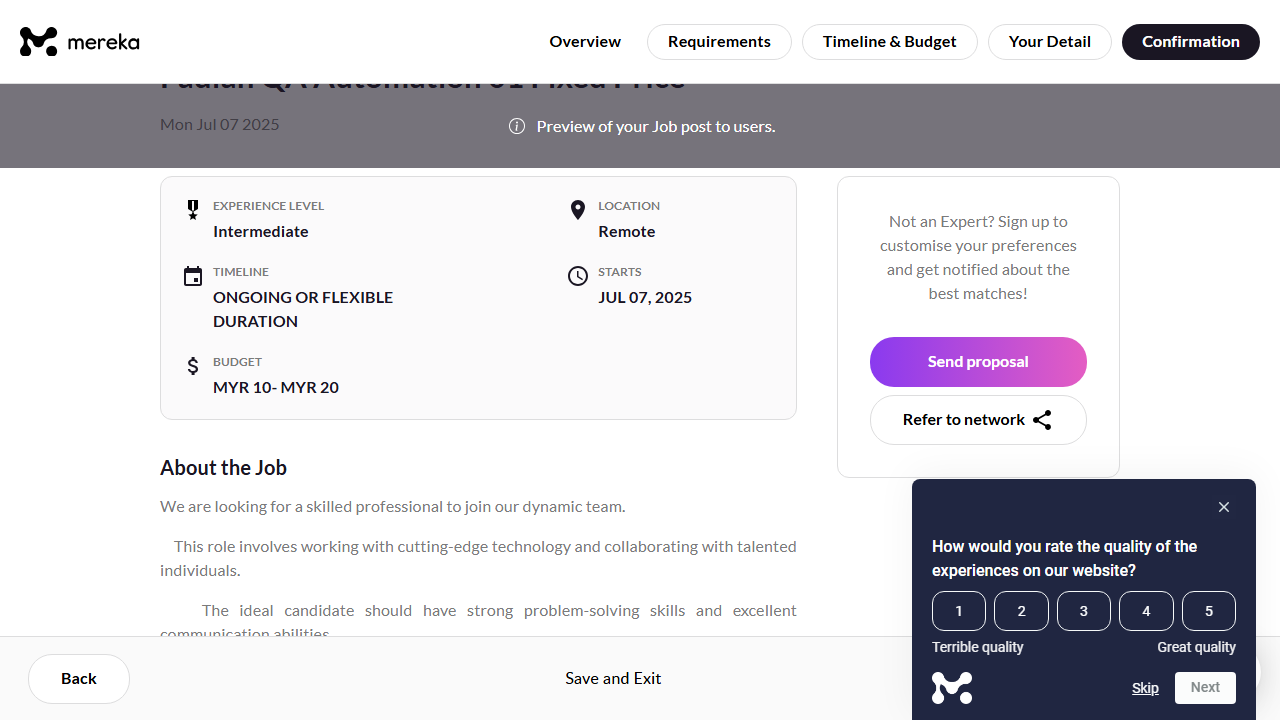 mereka
Overview
Requirements
Timeline & Budget
Your Detail
Confirmation
Fadlan QA Automation 01 Fixed Price
Mon Jul 07 2025
Preview of your Job post to users.
EXPERIENCE LEVEL
Intermediate
LOCATION
Remote
TIMELINE
ONGOING OR FLEXIBLE
DURATION
STARTS
JUL 07, 2025
BUDGET
MYR 10- MYR 20
Not an Expert? Sign up to
customise your preferences
and get notified about the
best matches!
Send proposal
Refer to network
About the Job
We are looking for a skilled professional to join our dynamic team.
This role involves working with cutting-edge technology and collaborating with talented
individuals.
The ideal candidate should have strong problem-solving skills and excellent
communication abilities.
How would you rate the quality of the
experiences on our website?
1
2
3
4
5
Terrible quality
Great quality
Skip
Next
Back
Save and Exit